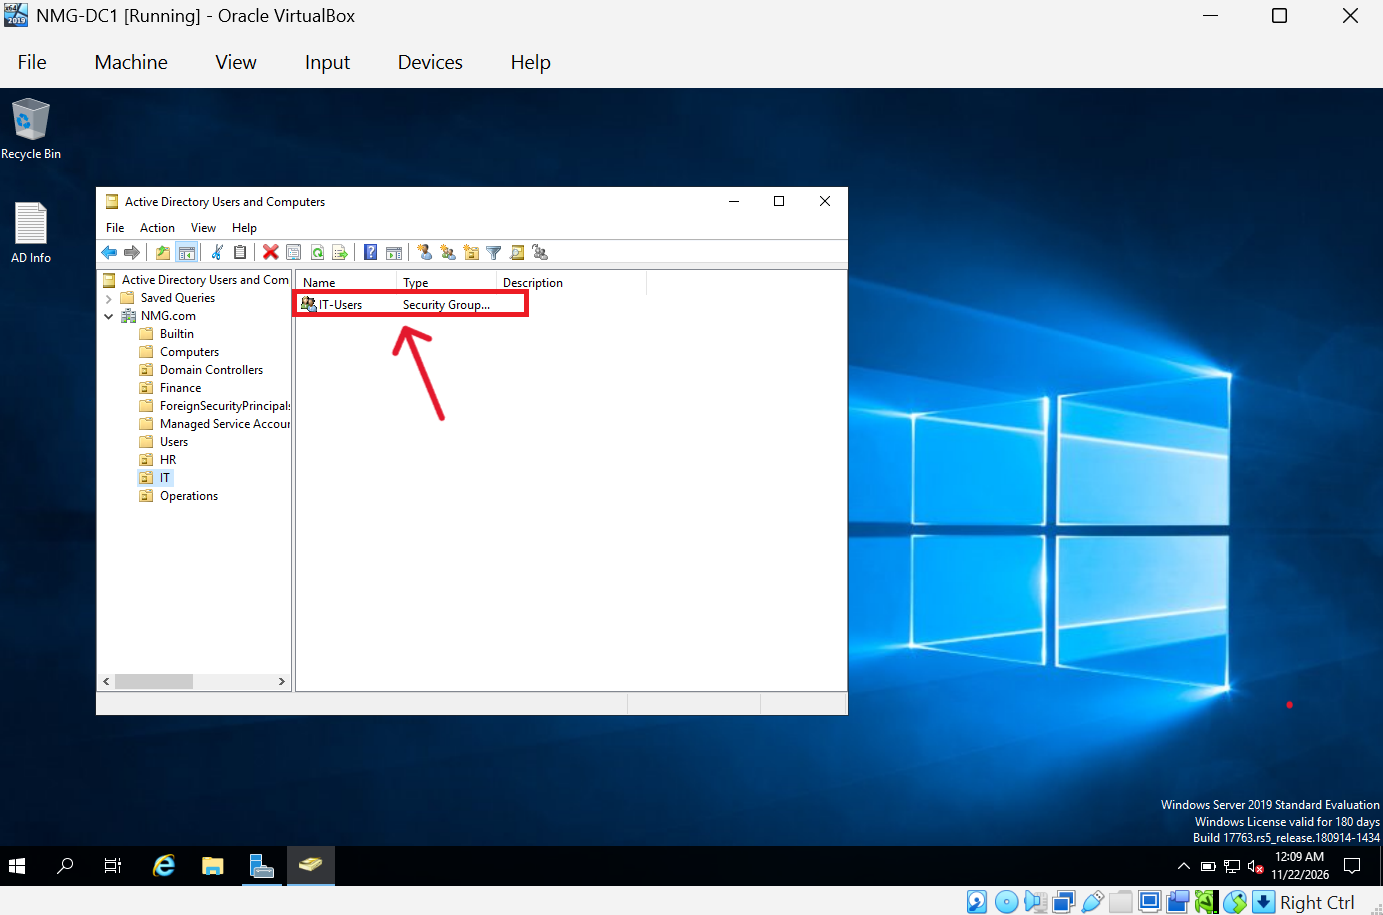 NMG-DC1 [Running] - Oracle VirtualBox
File Machine View Input Devices Help
Recycle Bin
AD Info
Active Directory Users and Computers
File Action View Help
Active Directory Users and Com
Saved Queries
NMG.com
Builtin
Computers
Domain Controllers
Finance
ForeignSecurityPrincipals
Managed Service Accour
Users
HR
IT
Operations
Name Type Description
IT-Users Security Group...
Windows Server 2019 Standard Evaluation
Windows License valid for 180 days
Build 17763.rs5_release.180914-1434
12:09 AM
11/22/2026
Right Ctrl